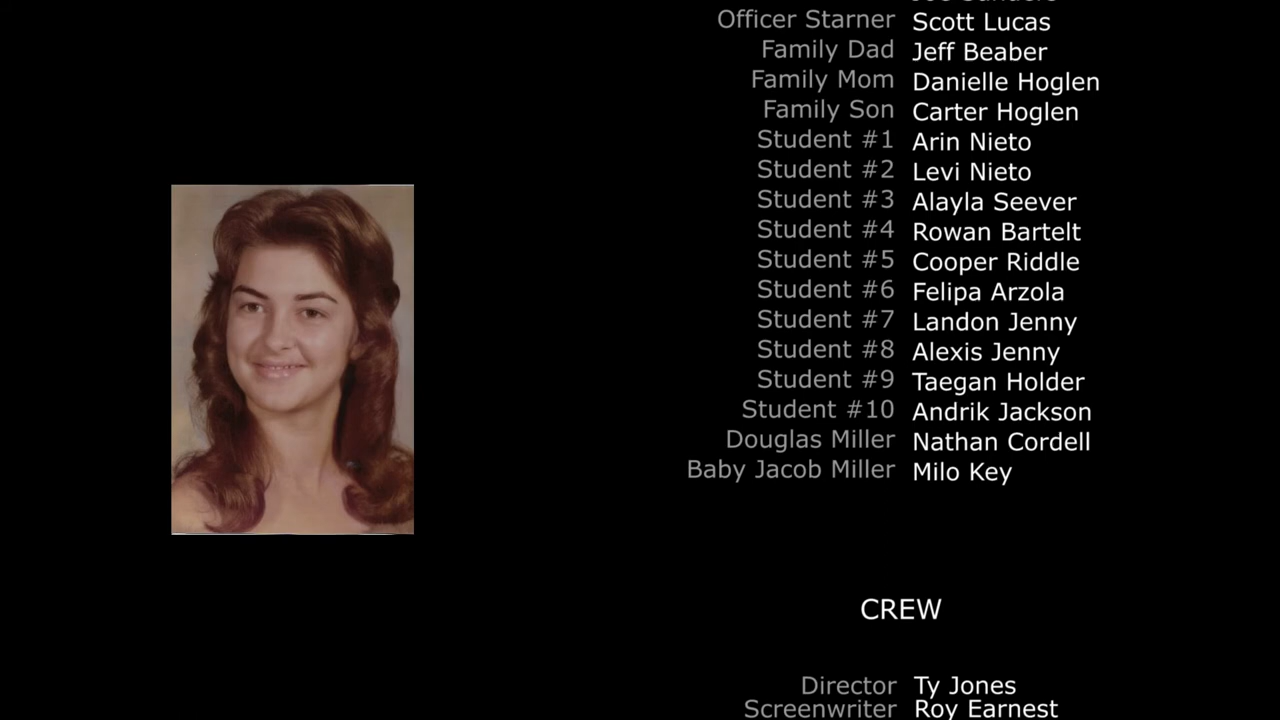 Officer Starner Scott Lucas
Family Dad Jeff Beaber
Family Mom Danielle Hoglen
Family Son Carter Hoglen
Student #1 Arin Nieto
Student #2 Levi Nieto
Student #3 Alayla Seever
Student #4 Rowan Bartelt
Student #5 Cooper Riddle
Student #6 Felipa Arzola
Student #7 Landon Jenny
Student #8 Alexis Jenny
Student #9 Taegan Holder
Student #10 Andrik Jackson
Douglas Miller Nathan Cordell
Baby Jacob Miller Milo Key
CREW
Director Ty Jones
Screenwriter Roy Earnest